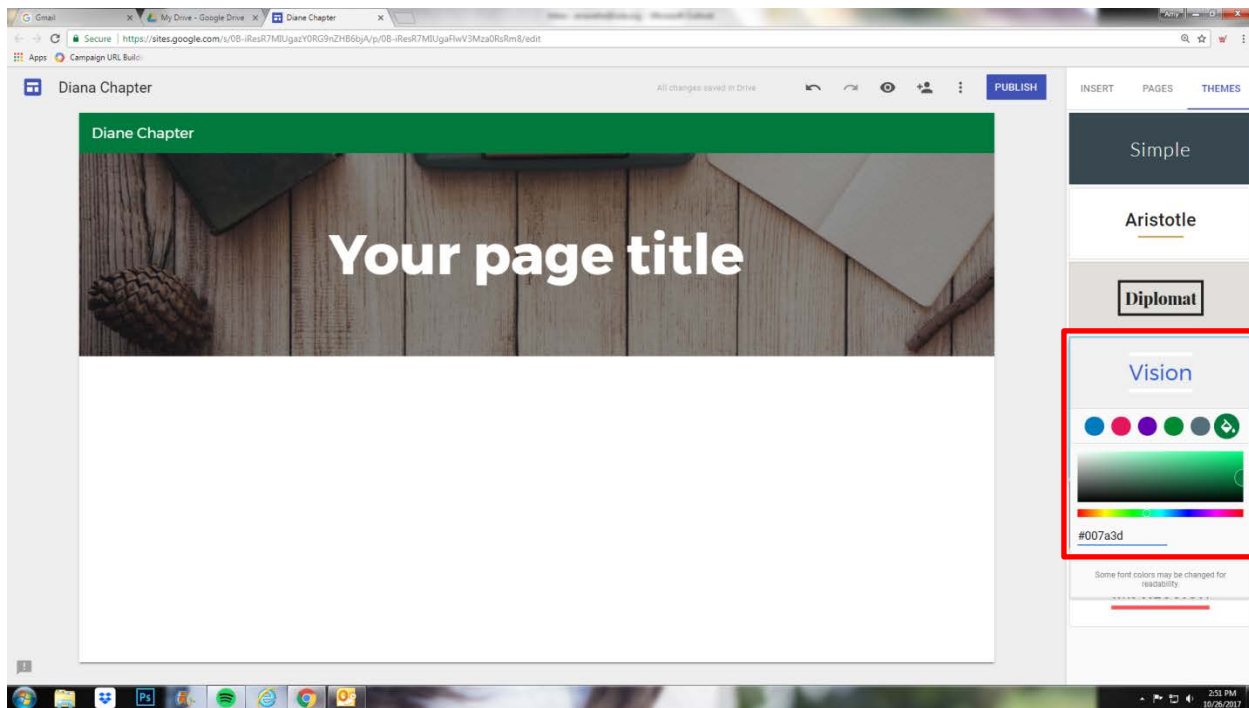 Gmail
My Drive - Google Drive
Diane Chapter
Amy
Secure | https://sites.google.com/s/0B-iResR7MlUgazY0RG9nZHB6bjA/p/0B-iResR7MlUgaFlwV3Mza0RsRm8/edit
Apps Campaign URL Build
Diana Chapter
All changes saved in Drive
PUBLISH
INSERT PAGES THEMES
Diane Chapter
Your page title
Simple
Aristotle
Diplomat
Vision
#007a3d
Some font colors may be changed for
readability.
Ps
2:51 PM
10/26/2017